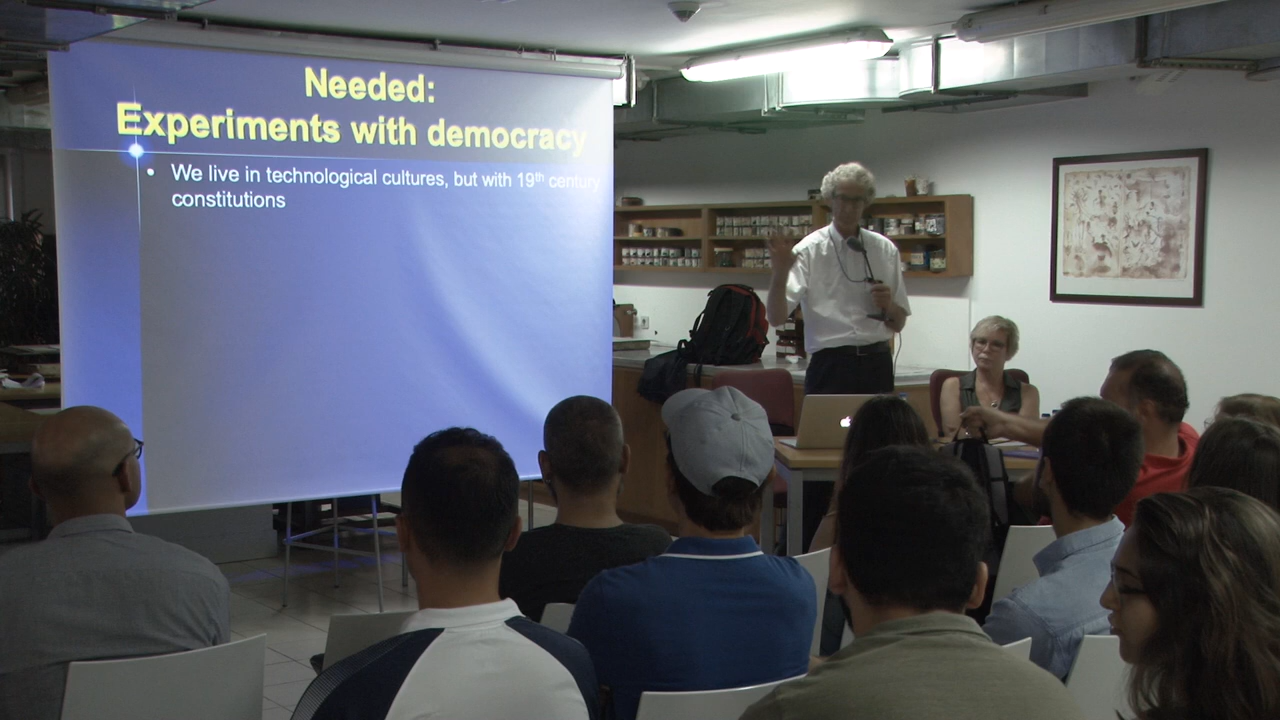 Needed:
Experiments with democracy
• We live in technological cultures, but with 19th century
constitutions